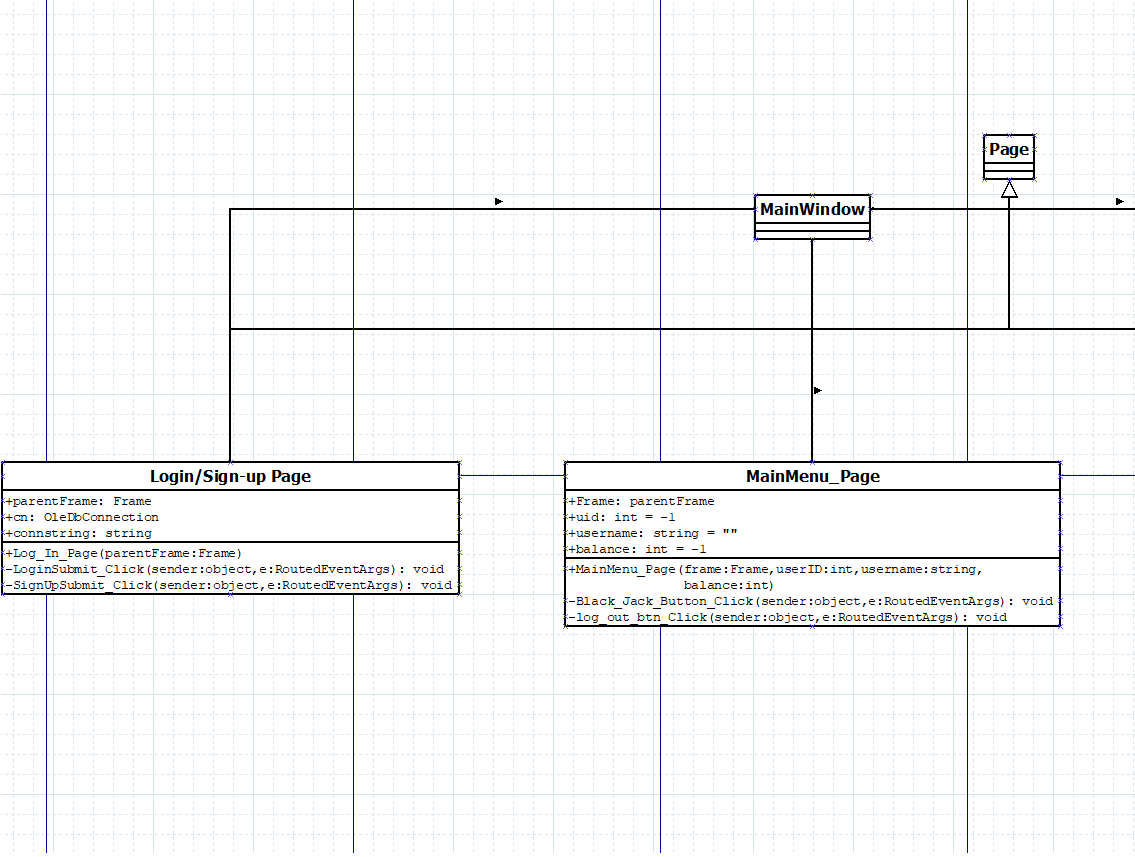 Page
MainWindow
Login/Sign-up Page
+parentFrame: Frame
+cn: OleDbConnection
+connstring: string
+Log_In_Page(parentFrame:Frame)
-LoginSubmit_Click(sender:object,e:RoutedEventArgs): void
-SignUpSubmit_Click(sender:object,e:RoutedEventArgs): void
MainMenu_Page
+Frame: parentFrame
+uid: int = -1
+username: string = ""
+balance: int = -1
+MainMenu_Page(frame:Frame,userID:int,username:string,
balance:int)
-Black_Jack_Button_Click(sender:object,e:RoutedEventArgs): void
-log_out_btn_Click(sender:object,e:RoutedEventArgs): void